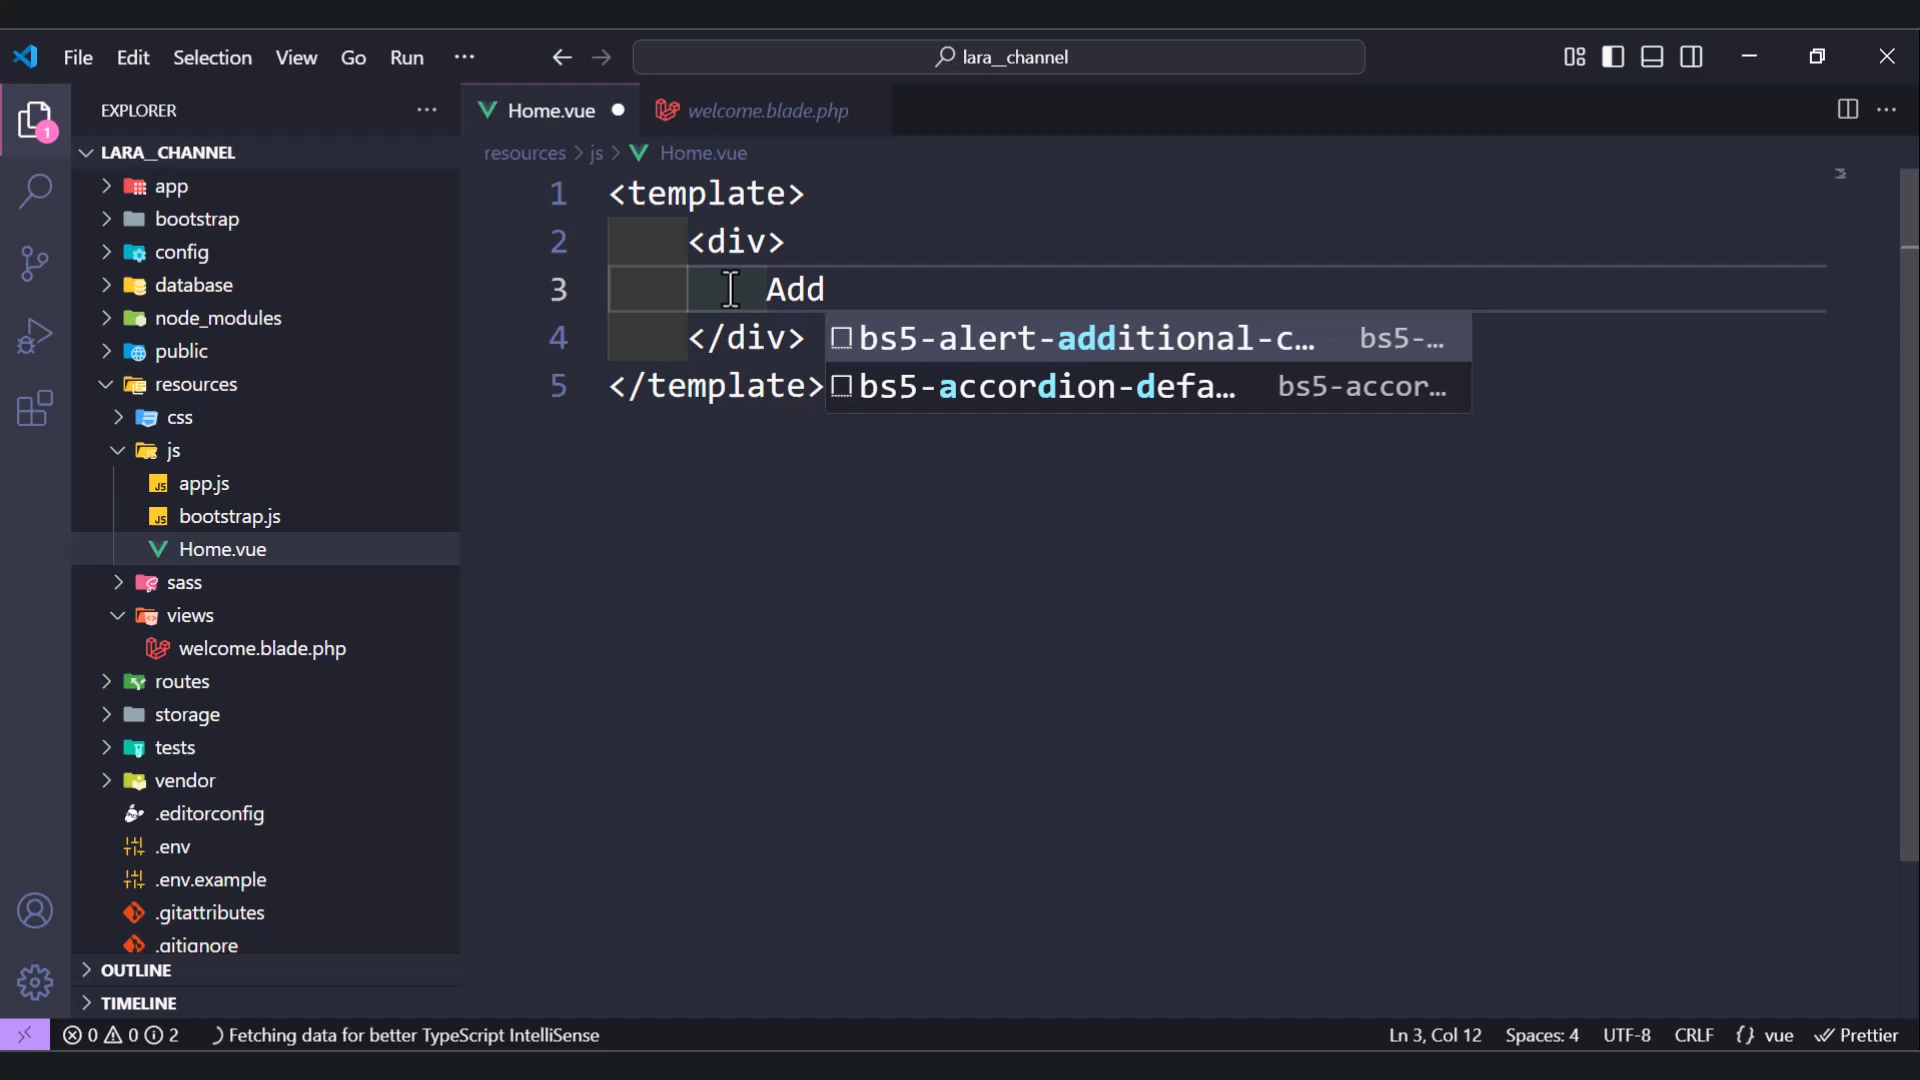 File Edit Selection View Go Run ··· lara__channel
EXPLORER ···
LARA__CHANNEL
app
bootstrap
config
database
node_modules
public
resources
css
js
app.js
bootstrap.js
Home.vue
sass
views
welcome.blade.php
routes
storage
tests
vendor
.editorconfig
.env
.env.example
.gitattributes
.gitignore
OUTLINE
TIMELINE
Home.vue welcome.blade.php
resources > js > Home.vue
1 <template>
2 <div>
3 Add
4 </div>
5 </template>
bs5-alert-additional-c… bs5-…
bs5-accordion-defa… bs5-accor…
1
0 0 2 Fetching data for better TypeScript IntelliSense Ln 3, Col 12 Spaces: 4 UTF-8 CRLF {} vue Prettier